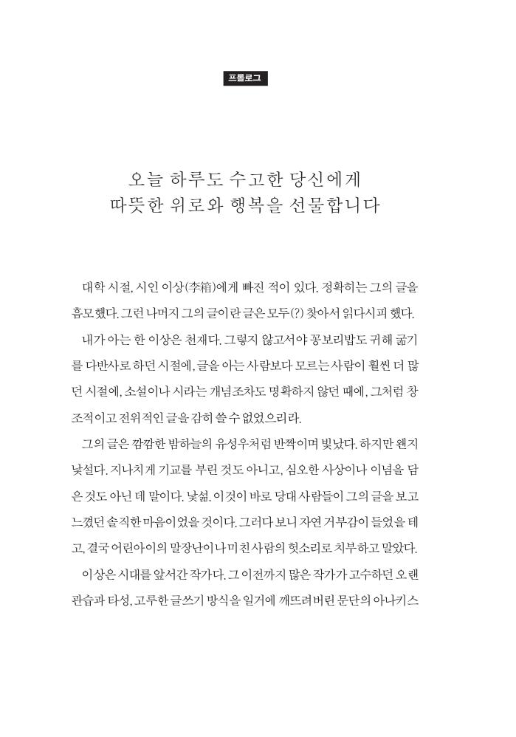 프롤로그
오늘 하루도 수고한 당신에게
따뜻한 위로와 행복을 선물합니다
대학 시절, 시인 이상(李箱)에게 빠진 적이 있다. 정확히는 그의 글을
흠모했다. 그런 나머지 그의 글이란 글은 모두(?) 찾아서 읽다시피 했다.
내가 아는 한 이상은 천재다. 그렇지 않고서야 꽁보리밥도 귀해 굶기
를 다반사로 하던 시절에, 글을 아는 사람보다 모르는 사람이 훨씬 더 많
던 시절에, 소설이나 시라는 개념조차도 명확하지 않던 때에, 그처럼 창
조적이고 전위적인 글을 감히 쓸 수 없었으리라.
그의 글은 깜깜한 밤하늘의 유성우처럼 반짝이며 빛났다. 하지만 왠지
낯설다. 지나치게 기교를 부린 것도 아니고, 심오한 사상이나 이념을 담
은 것도 아닌 데 말이다. 낯섦. 이것이 바로 당대 사람들이 그의 글을 보고
느꼈던 솔직한 마음이었을 것이다. 그러다 보니 자연 거부감이 들었을 테
고, 결국 어린아이의 말장난이나 미친 사람의 헛소리로 치부하고 말았다.
이상은 시대를 앞서간 작가다. 그 이전까지 많은 작가가 고수하던 오랜
관습과 타성, 고루한 글쓰기 방식을 일거에 깨뜨려버린 문단의 아나키스